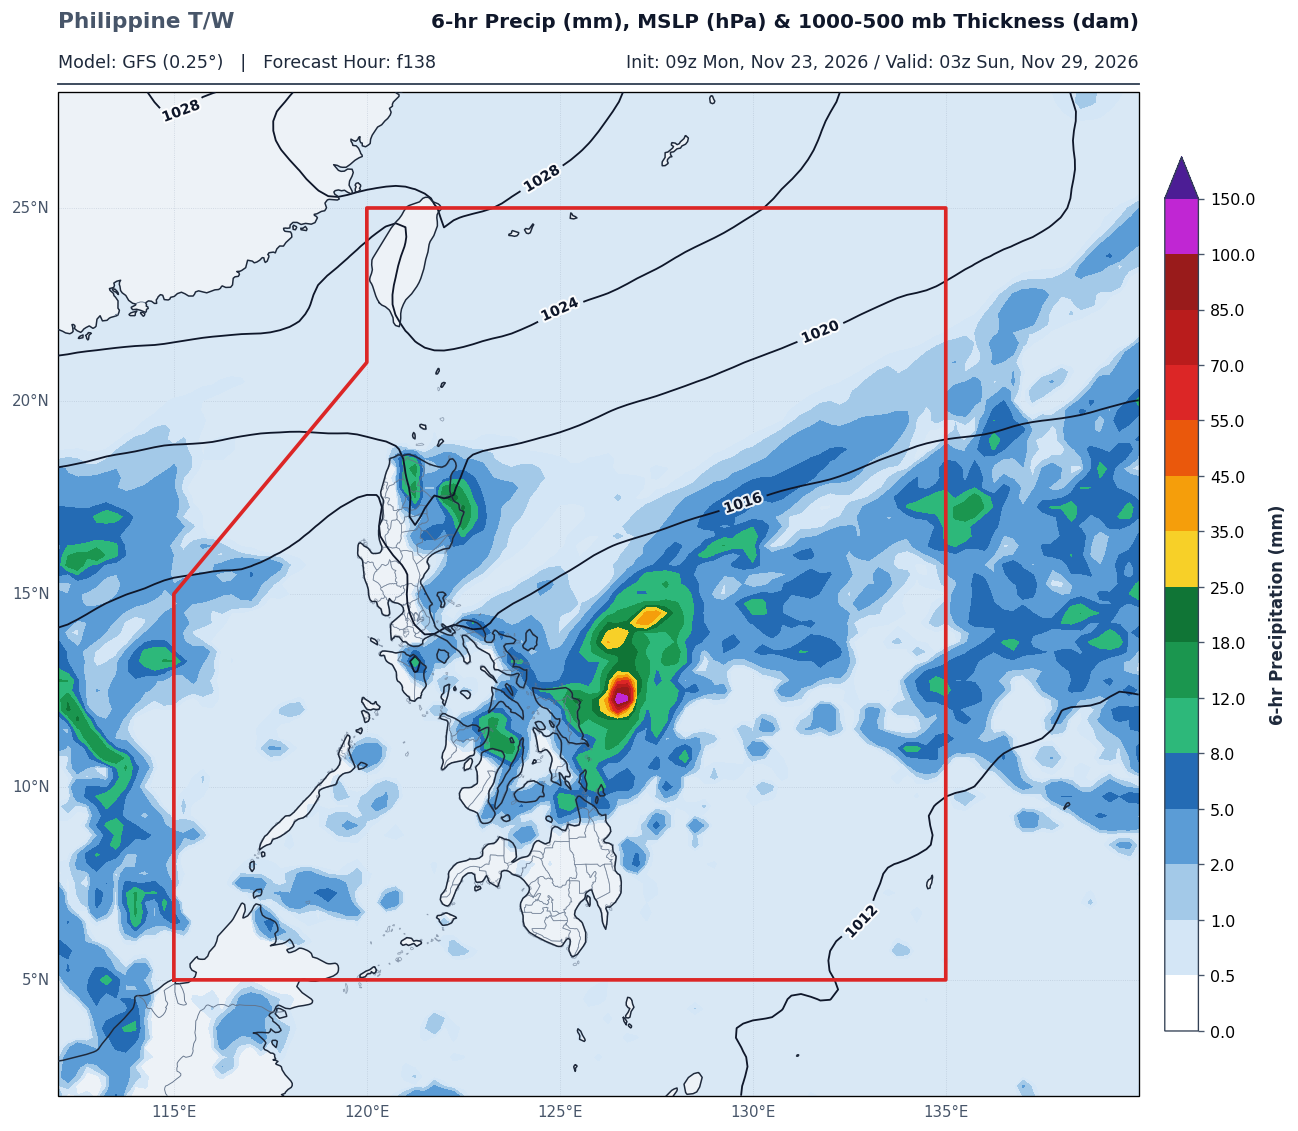 Philippine T/W
6-hr Precip (mm), MSLP (hPa) & 1000-500 mb Thickness (dam)
Model: GFS (0.25°) | Forecast Hour: f138
Init: 09z Mon, Nov 23, 2026 / Valid: 03z Sun, Nov 29, 2026
1028
1028
1024
1020
1016
1012
25°N
20°N
15°N
10°N
5°N
115°E
120°E
125°E
130°E
135°E
150.0
100.0
85.0
70.0
55.0
45.0
35.0
25.0
18.0
12.0
8.0
5.0
2.0
1.0
0.5
0.0
6-hr Precipitation (mm)